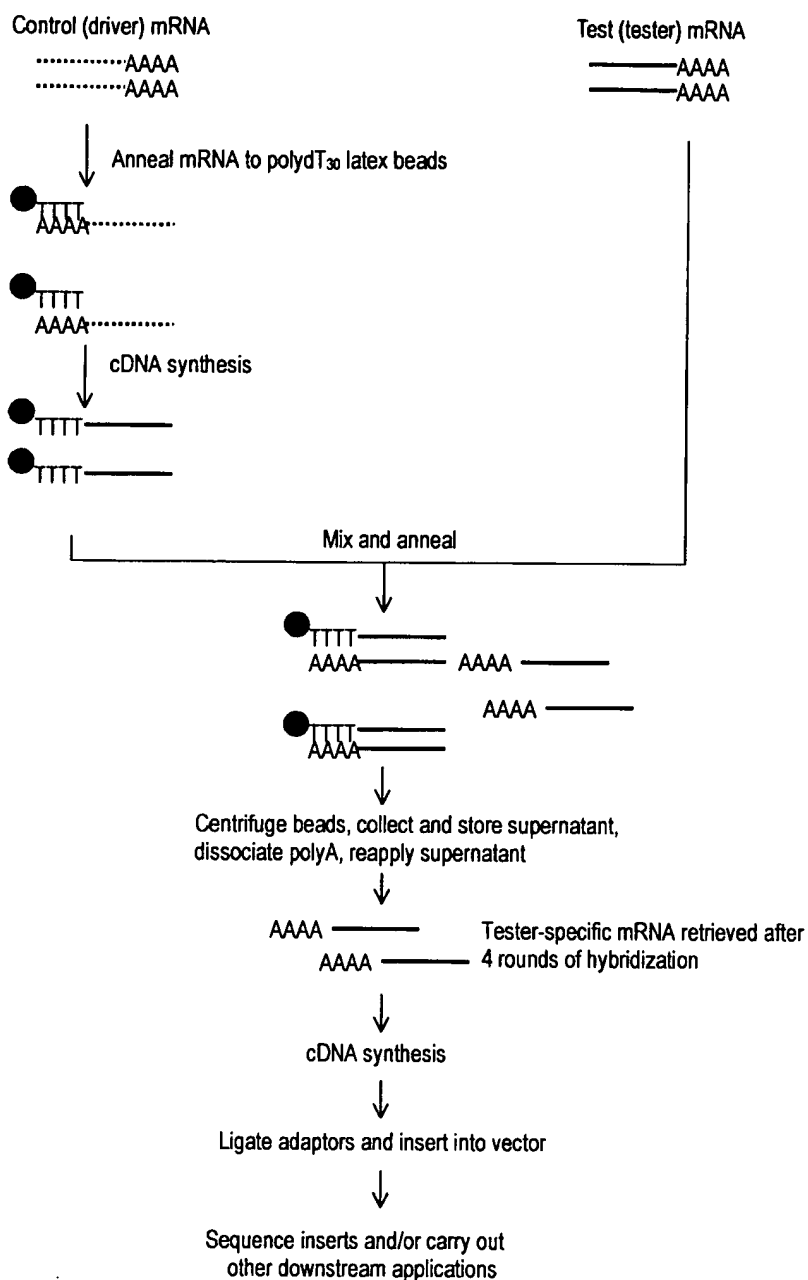 Control (driver) mRNA
Test (tester) mRNA
AAAA
AAAA
AAAA
AAAA
Anneal mRNA to polydT₃₀ latex beads
TTTT
AAAA
TTTT
AAAA
cDNA synthesis
TTTT
TTTT
Mix and anneal
TTTT
AAAA AAAA
AAAA
TTTT
AAAA
Centrifuge beads, collect and store supernatant,
dissociate polyA, reapply supernatant
AAAA
AAAA
Tester-specific mRNA retrieved after
4 rounds of hybridization
cDNA synthesis
Ligate adaptors and insert into vector
Sequence inserts and/or carry out
other downstream applications